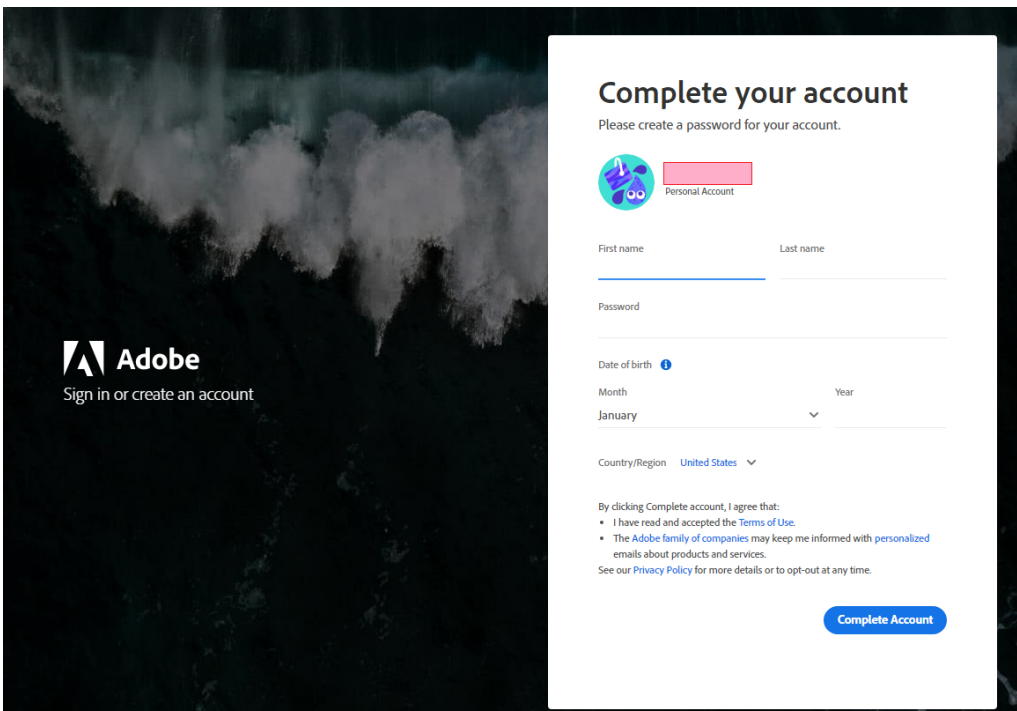 Adobe
Sign in or create an account
Complete your account
Please create a password for your account.
Personal Account
First name
Last name
Password
Date of birth
Month
Year
January
Country/Region United States
By clicking Complete account, I agree that:
• I have read and accepted the Terms of Use.
• The Adobe family of companies may keep me informed with personalized
emails about products and services.
See our Privacy Policy for more details or to opt-out at any time.
Complete Account